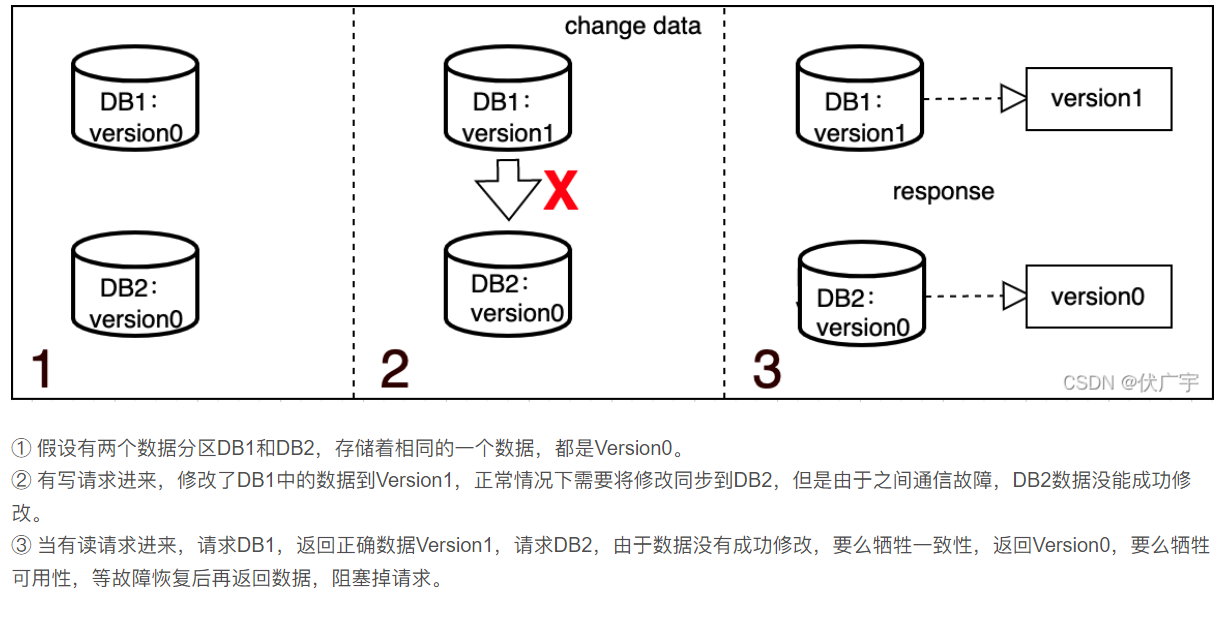 change data
DB1：
version0
DB1：
version1
DB1：
version1
version1
X
response
DB2：
version0
DB2：
version0
DB2：
version0
version0
1
2
3
CSDN @伏广宇
① 假设有两个数据分区DB1和DB2，存储着相同的一个数据，都是Version0。
② 有写请求进来，修改了DB1中的数据到Version1，正常情况下需要将修改同步到DB2，但是由于之间通信故障，DB2数据没能成功修
改。
③ 当有读请求进来，请求DB1，返回正确数据Version1，请求DB2，由于数据没有成功修改，要么牺牲一致性，返回Version0，要么牺牲
可用性，等故障恢复后再返回数据，阻塞掉请求。